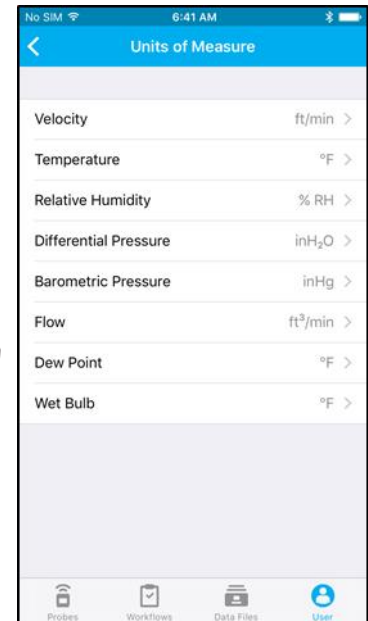 No SIM 6:41 AM
Units of Measure
Velocity ft/min >
Temperature °F >
Relative Humidity % RH >
Differential Pressure inH₂O >
Barometric Pressure inHg >
Flow ft³/min >
Dew Point °F >
Wet Bulb °F >
Probes Workflows Data Files User